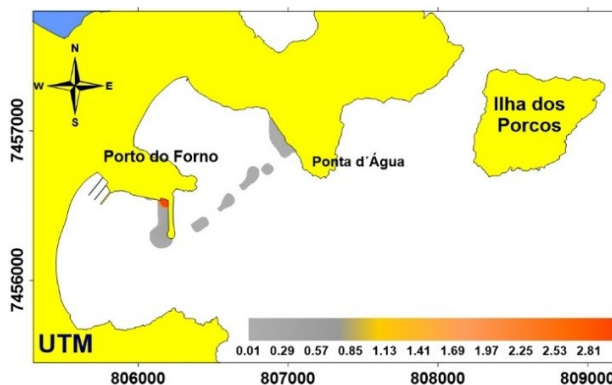 N
W E
S
Ilha dos
Porcos
Porto do Forno
Ponta d´Água
7457000
7456000
UTM
0.01 0.29 0.57 0.85 1.13 1.41 1.69 1.97 2.25 2.53 2.81
806000 807000 808000 809000